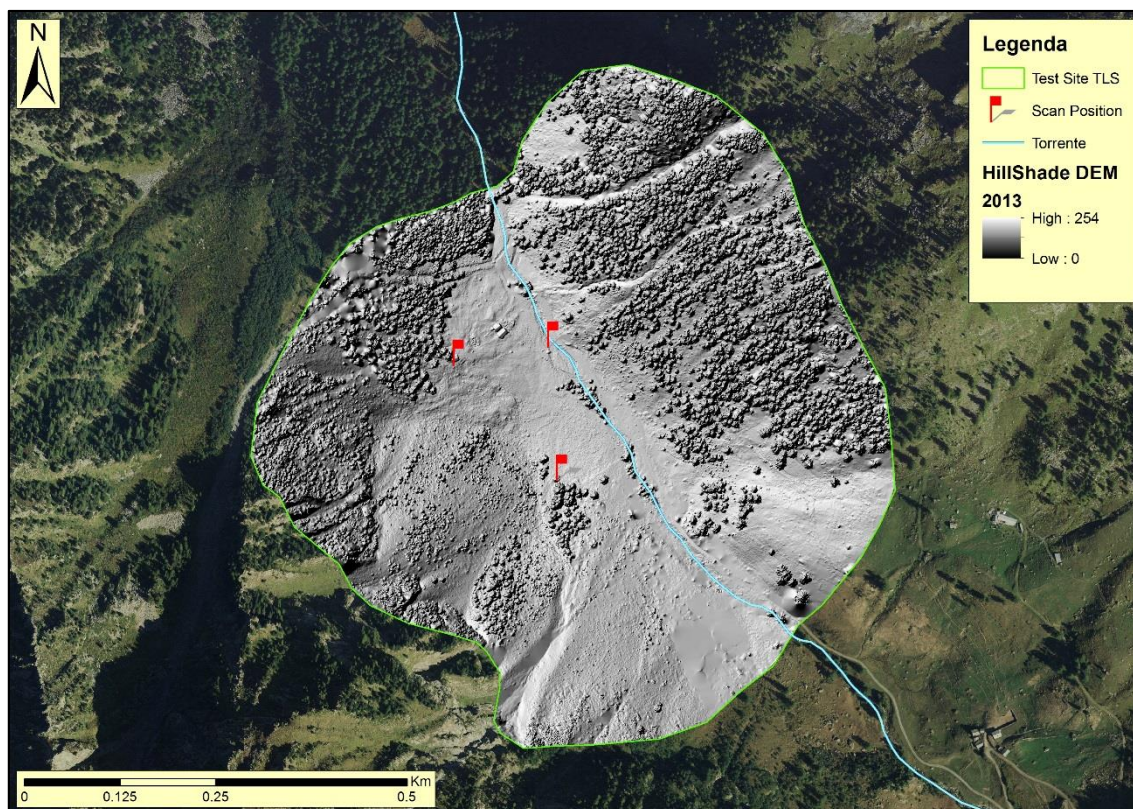 N
Legenda
Test Site TLS
Scan Position
Torrente
HillShade DEM
2013
High : 254
Low : 0
Km
0 0.125 0.25 0.5